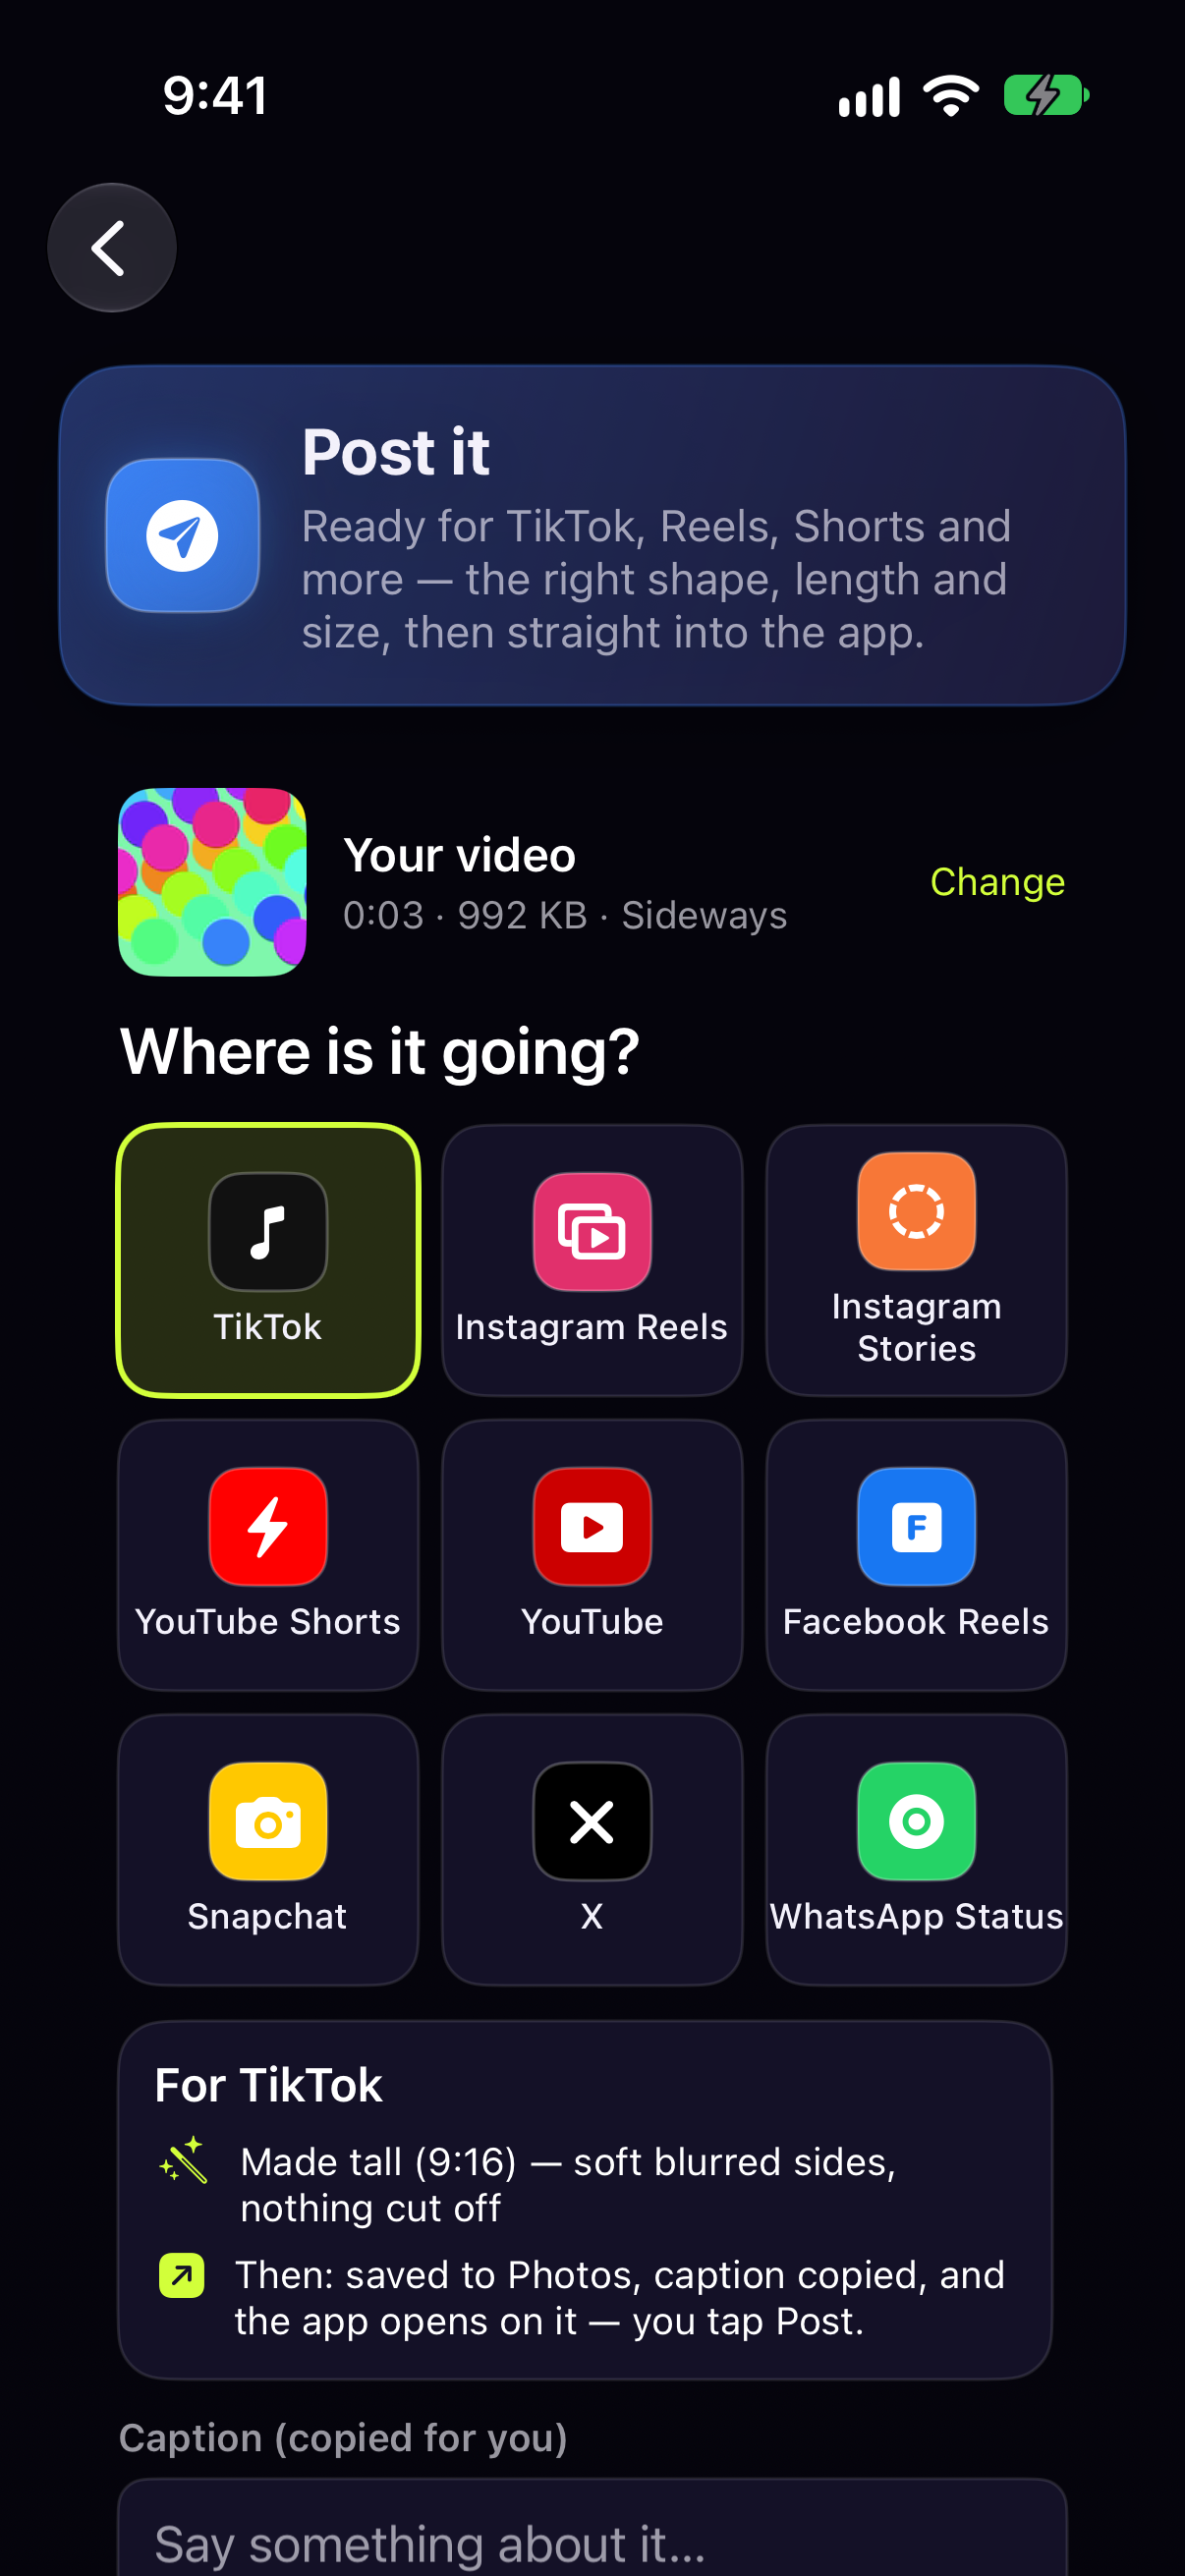 9:41
Post it
Ready for TikTok, Reels, Shorts and
more — the right shape, length and
size, then straight into the app.
Your video
0:03 · 992 KB · Sideways
Change
Where is it going?
TikTok
Instagram Reels
Instagram
Stories
YouTube Shorts
YouTube
F
Facebook Reels
Snapchat
X
WhatsApp Status
For TikTok
Made tall (9:16) — soft blurred sides,
nothing cut off
Then: saved to Photos, caption copied, and
the app opens on it — you tap Post.
Caption (copied for you)
Say something about it...